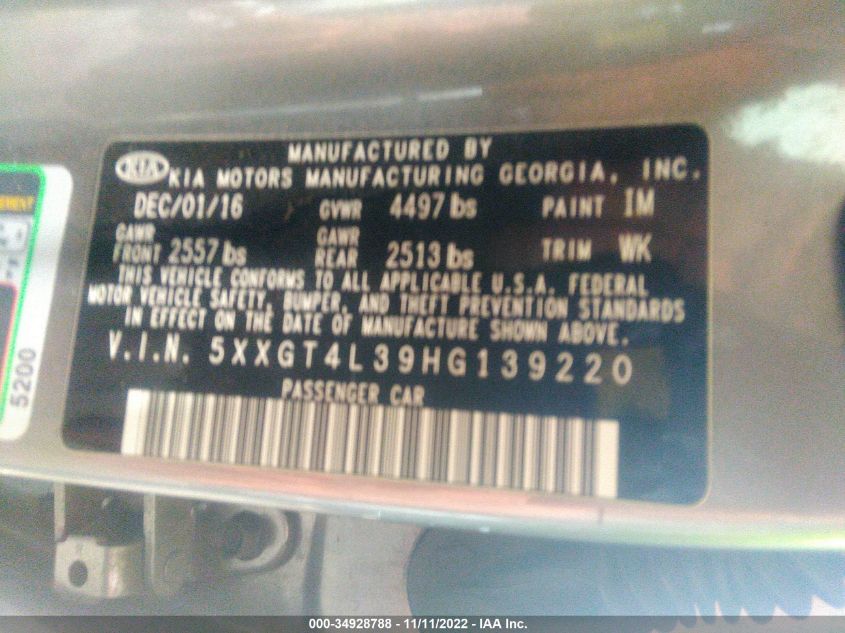 MANUFACTURED BY
KIA KIA MOTORS MANUFACTURING GEORGIA, INC.
DEC/01/16 GVWR 4497 lbs PAINT IM
GAWR FRONT 2557 lbs GAWR REAR 2513 lbs TRIM WK
THIS VEHICLE CONFORMS TO ALL APPLICABLE U.S.A. FEDERAL
MOTOR VEHICLE SAFETY, BUMPER, AND THEFT PREVENTION STANDARDS
IN EFFECT ON THE DATE OF MANUFACTURE SHOWN ABOVE.
V.I.N. 5XXGT4L39HG139220
PASSENGER CAR
5200
000-34928788 - 11/11/2022 - IAA Inc.